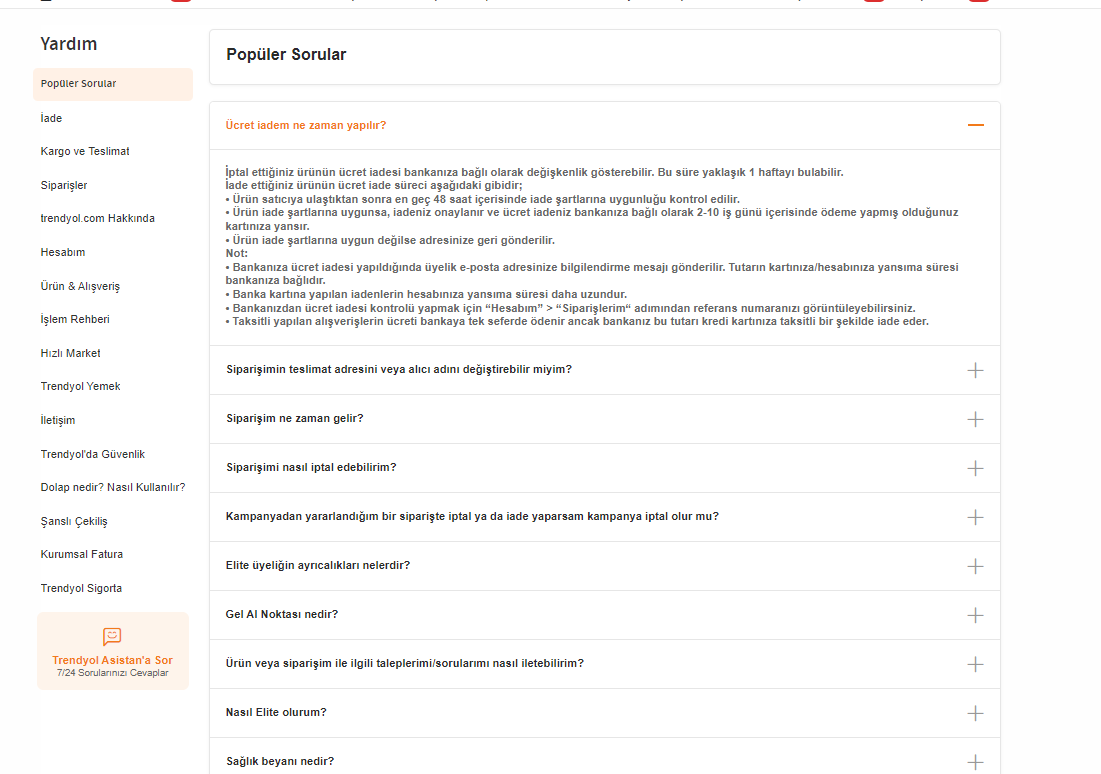 Yardım
Popüler Sorular
İade
Kargo ve Teslimat
Siparişler
trendyol.com Hakkında
Hesabım
Ürün & Alışveriş
İşlem Rehberi
Hızlı Market
Trendyol Yemek
İletişim
Trendyol'da Güvenlik
Dolap nedir? Nasıl Kullanılır?
Şanslı Çekiliş
Kurumsal Fatura
Trendyol Sigorta
Trendyol Asistan'a Sor
7/24 Sorularınızı Cevaplar
Popüler Sorular
Ücret iadem ne zaman yapılır?
İptal ettiğiniz ürünün ücret iadesi bankanıza bağlı olarak değişkenlik gösterebilir. Bu süre yaklaşık 1 haftayı bulabilir.
İade ettiğiniz ürünün ücret iade süreci aşağıdaki gibidir;
• Ürün satıcıya ulaştıktan sonra en geç 48 saat içerisinde iade şartlarına uygunluğu kontrol edilir.
• Ürün iade şartlarına uygunsa, iadeniz onaylanır ve ücret iadeniz bankanıza bağlı olarak 2-10 iş günü içerisinde ödeme yapmış olduğunuz
kartınıza yansır.
• Ürün iade şartlarına uygun değilse adresinize geri gönderilir.
Not:
• Bankanıza ücret iadesi yapıldığında üyelik e-posta adresinize bilgilendirme mesajı gönderilir. Tutarın kartınıza/hesabınıza yansıma süresi
bankanıza bağlıdır.
• Banka kartına yapılan iadenlerin hesabınıza yansıma süresi daha uzundur.
• Bankanızdan ücret iadesi kontrolü yapmak için “Hesabım” > “Siparişlerim“ adımından referans numaranızı görüntüleyebilirsiniz.
• Taksitli yapılan alışverişlerin ücreti bankaya tek seferde ödenir ancak bankanız bu tutarı kredi kartınıza taksitli bir şekilde iade eder.
Siparişimin teslimat adresini veya alıcı adını değiştirebilir miyim?
Siparişim ne zaman gelir?
Siparişimi nasıl iptal edebilirim?
Kampanyadan yararlandığım bir siparişte iptal ya da iade yaparsam kampanya iptal olur mu?
Elite üyeliğin ayrıcalıkları nelerdir?
Gel Al Noktası nedir?
Ürün veya siparişim ile ilgili taleplerimi/sorularımı nasıl iletebilirim?
Nasıl Elite olurum?
Sağlık beyanı nedir?